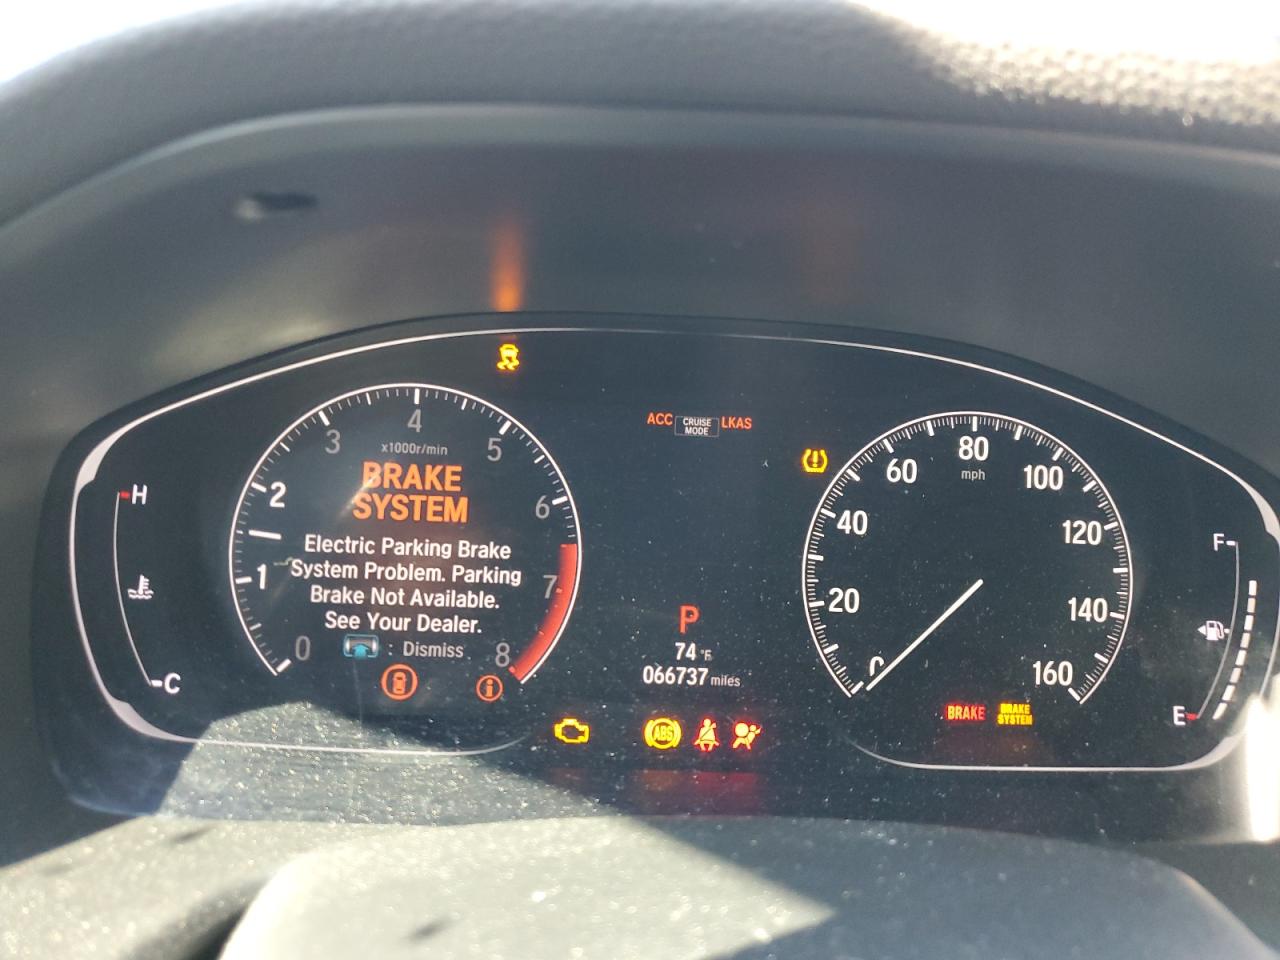 4
3
5
x1000r/min
BRAKE
SYSTEM
2
6
Electric Parking Brake
System Problem. Parking
Brake Not Available.
See Your Dealer.
1
7
0
: Dismiss
8
H
C
ACC
CRUISE
MODE
LKAS
P
74 °F
066737 miles
ABS
80
mph
60
100
40
120
20
140
0
160
BRAKE
BRAKE
SYSTEM
F
E